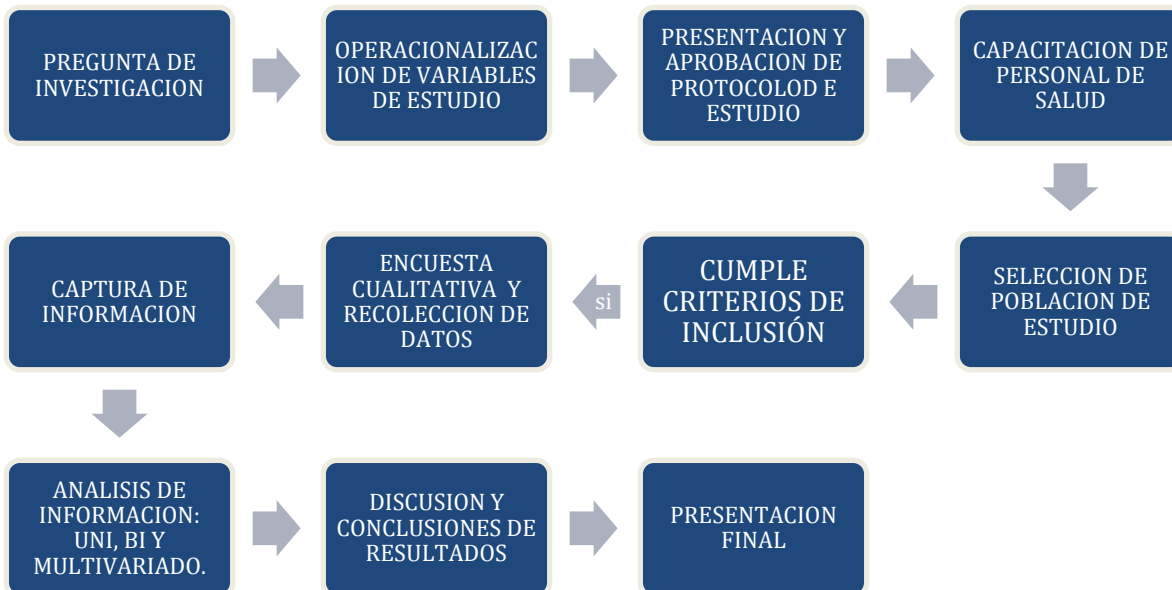 PREGUNTA DE
INVESTIGACION
OPERACIONALIZAC
ION DE VARIABLES
DE ESTUDIO
PRESENTACION Y
APROBACION DE
PROTOCOLOD E
ESTUDIO
CAPACITACION DE
PERSONAL DE
SALUD
SELECCION DE
POBLACION DE
ESTUDIO
CUMPLE
CRITERIOS DE
INCLUSIÓN
si
ENCUESTA
CUALITATIVA Y
RECOLECCION DE
DATOS
CAPTURA DE
INFORMACION
ANALISIS DE
INFORMACION:
UNI, BI Y
MULTIVARIADO.
DISCUSION Y
CONCLUSIONES DE
RESULTADOS
PRESENTACION
FINAL